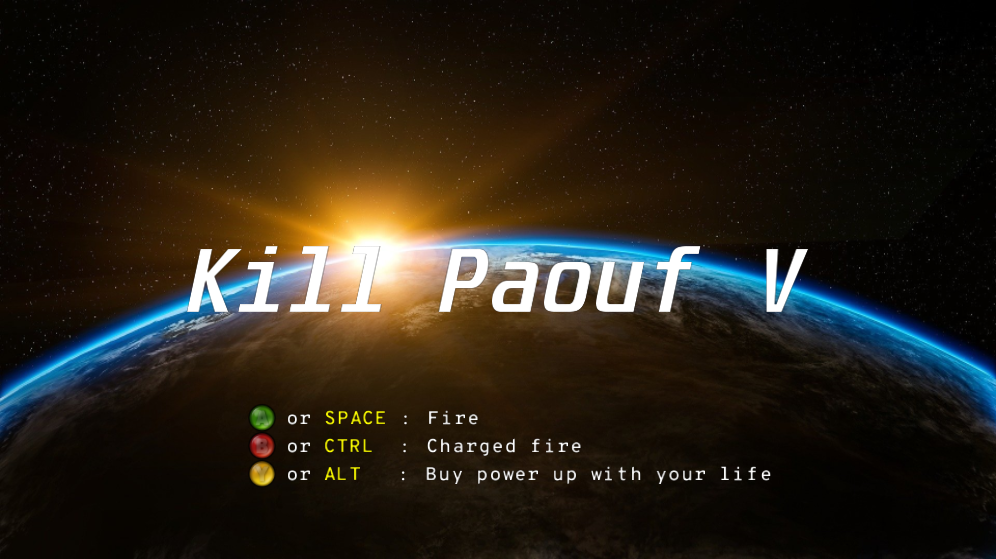 Kill Paouf V
or SPACE : Fire
or CTRL : Charged fire
or ALT : Buy power up with your life